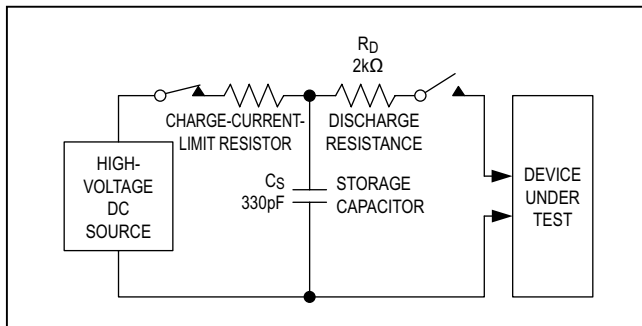 R_D
2kΩ
CHARGE-CURRENT-
LIMIT RESISTOR
DISCHARGE
RESISTANCE
HIGH-
VOLTAGE
DC
SOURCE
C_S
330pF
STORAGE
CAPACITOR
DEVICE
UNDER
TEST